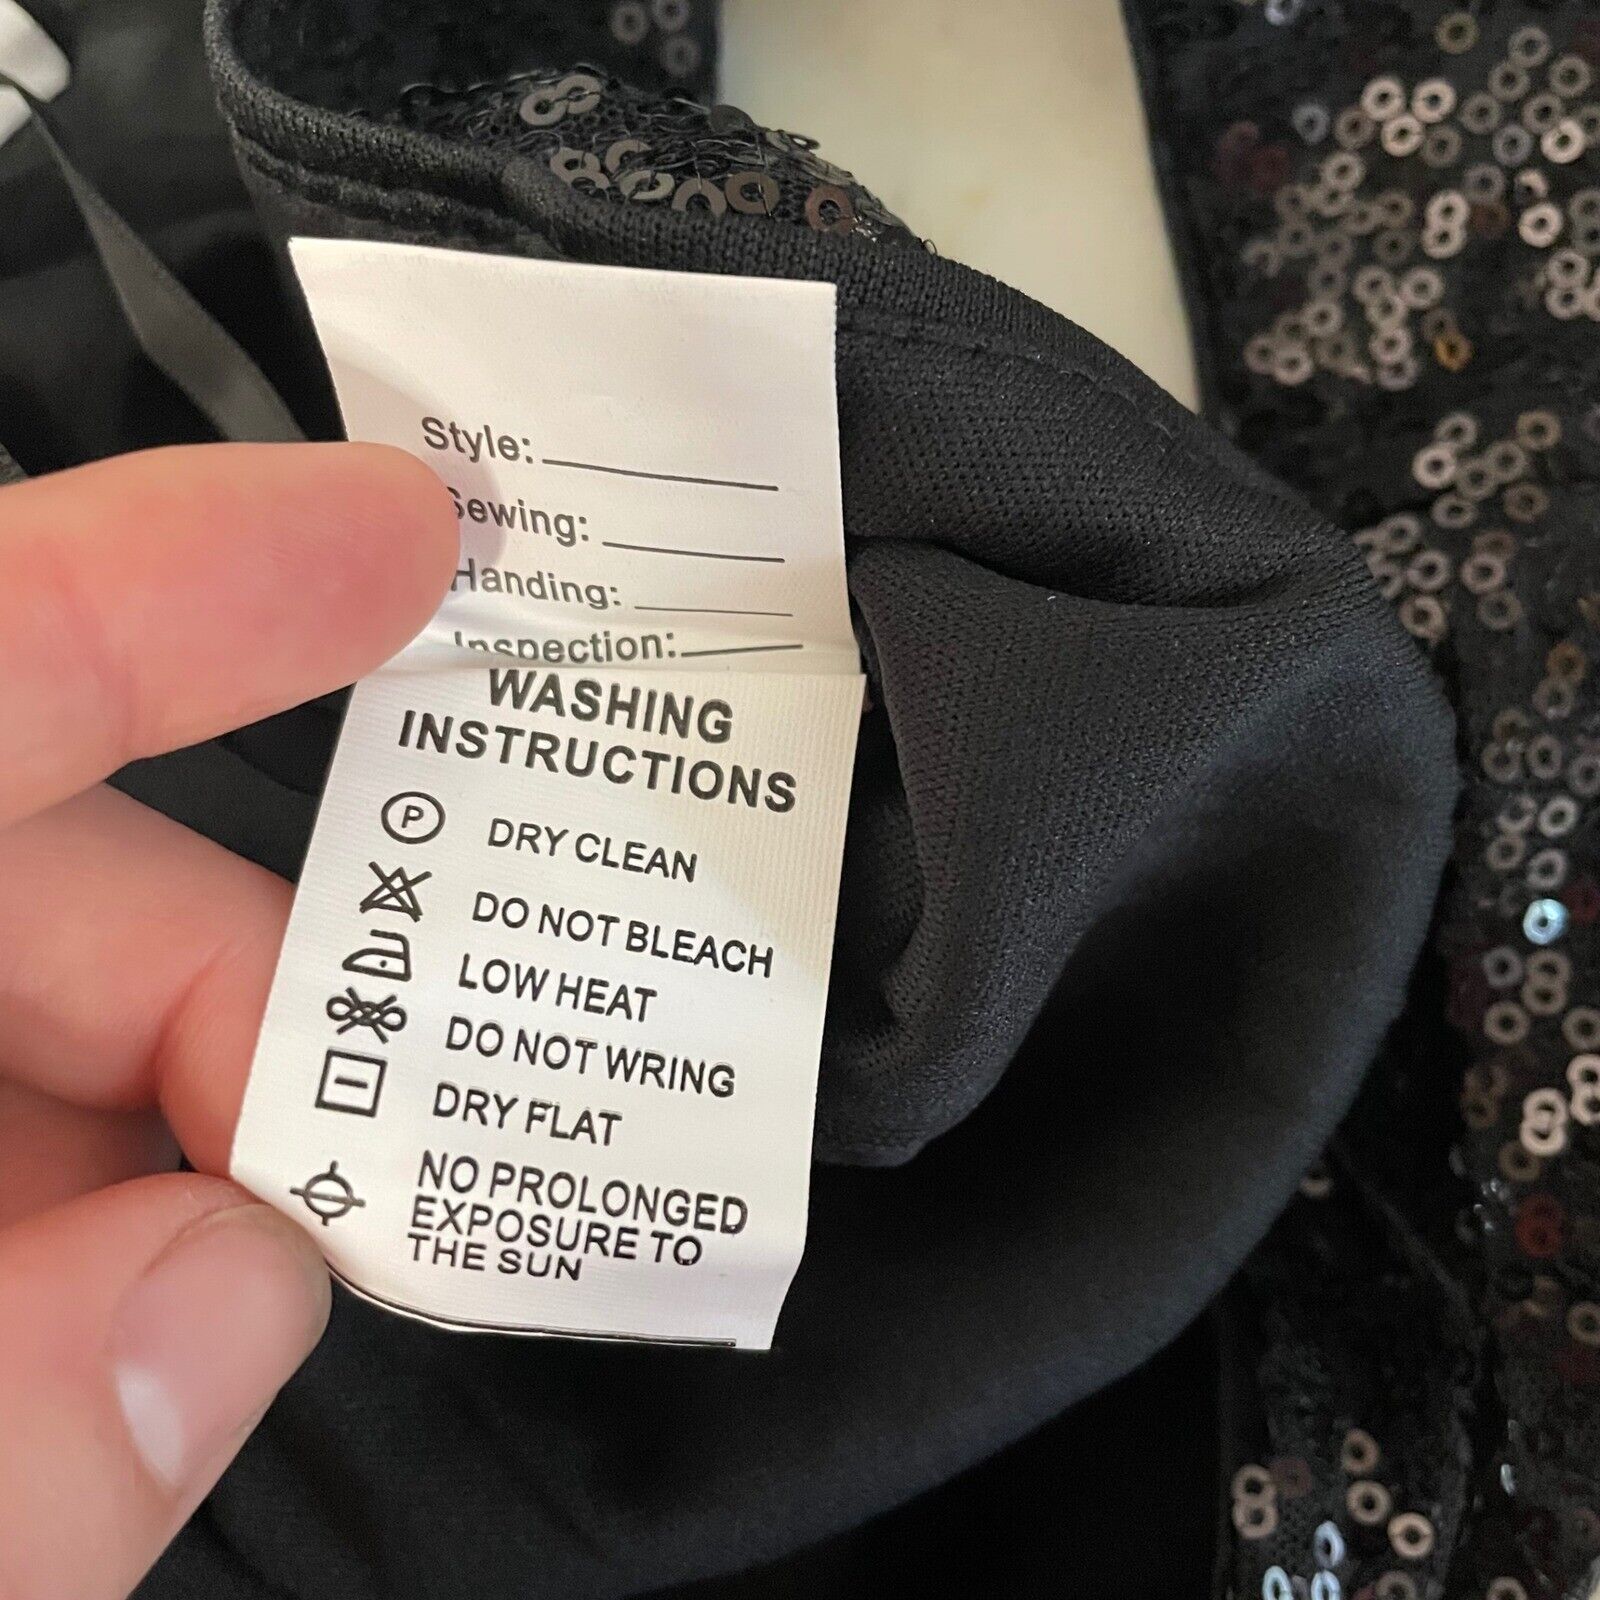 Style:
Sewing:
Handing:
Inspection:
WASHING
INSTRUCTIONS
P DRY CLEAN
DO NOT BLEACH
LOW HEAT
DO NOT WRING
DRY FLAT
NO PROLONGED
EXPOSURE TO
THE SUN